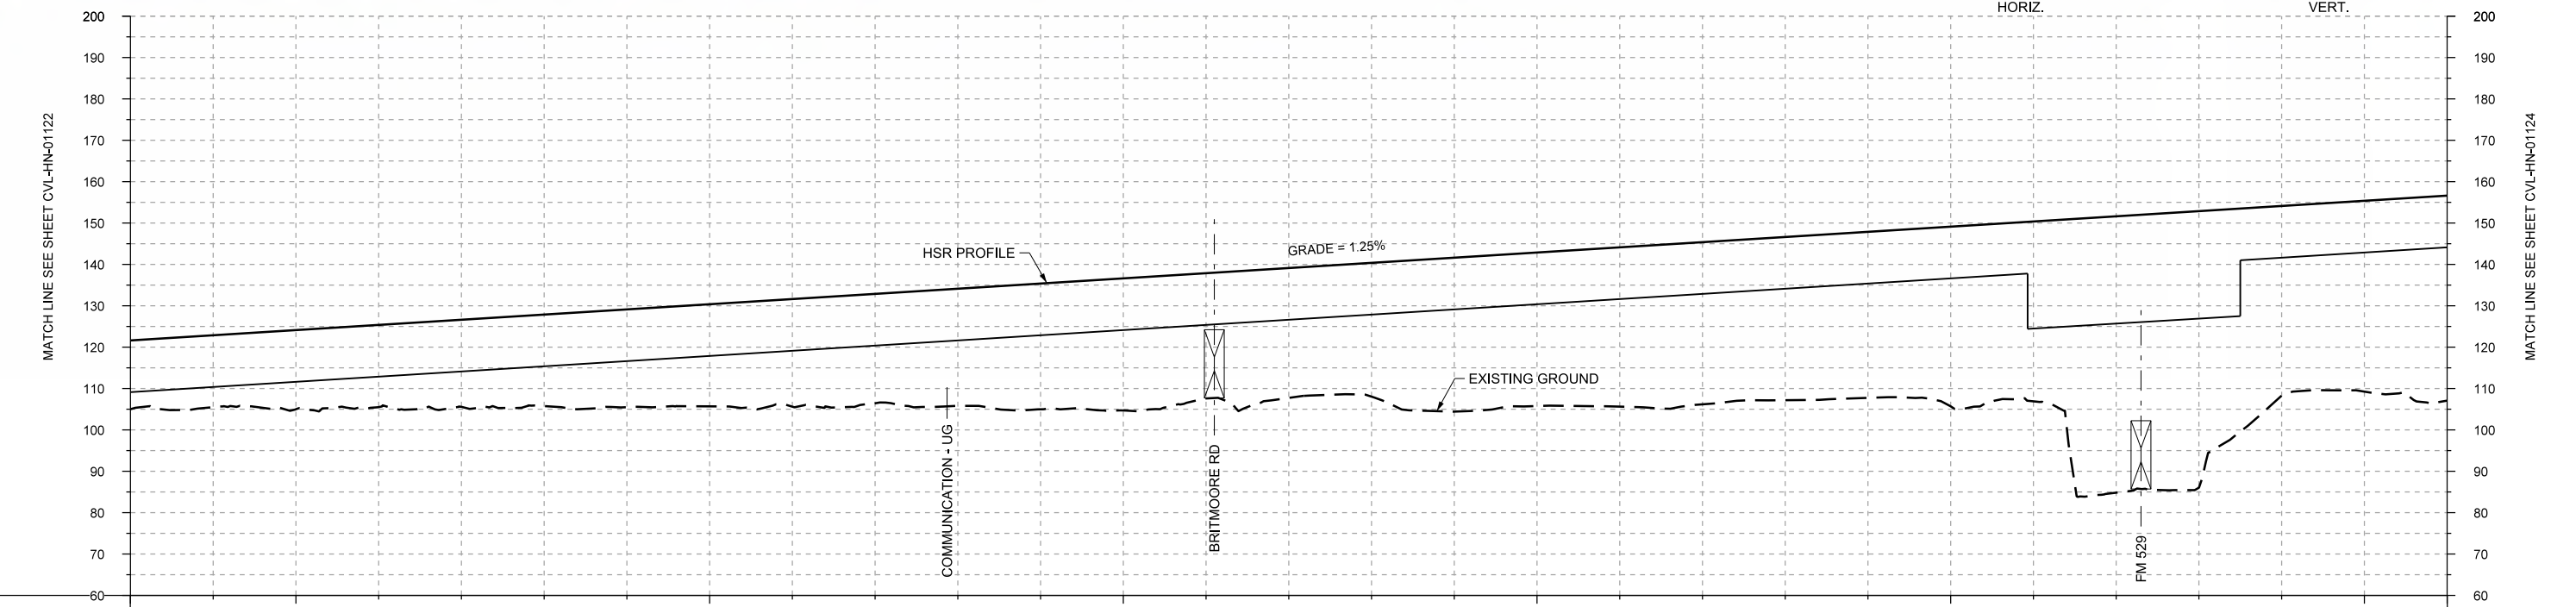 HORIZ. VERT.
200 200
190 190
180 180
170 170
160 160
150 150
140 140
130 130
120 120
110 110
100 100
90 90
80 80
70 70
60 60
MATCH LINE SEE SHEET CVL-HN-01122
HSR PROFILE
GRADE = 1.25%
EXISTING GROUND
COMMUNICATION - UG
BRITMOORE RD
FM 529
MATCH LINE SEE SHEET CVL-HN-01124